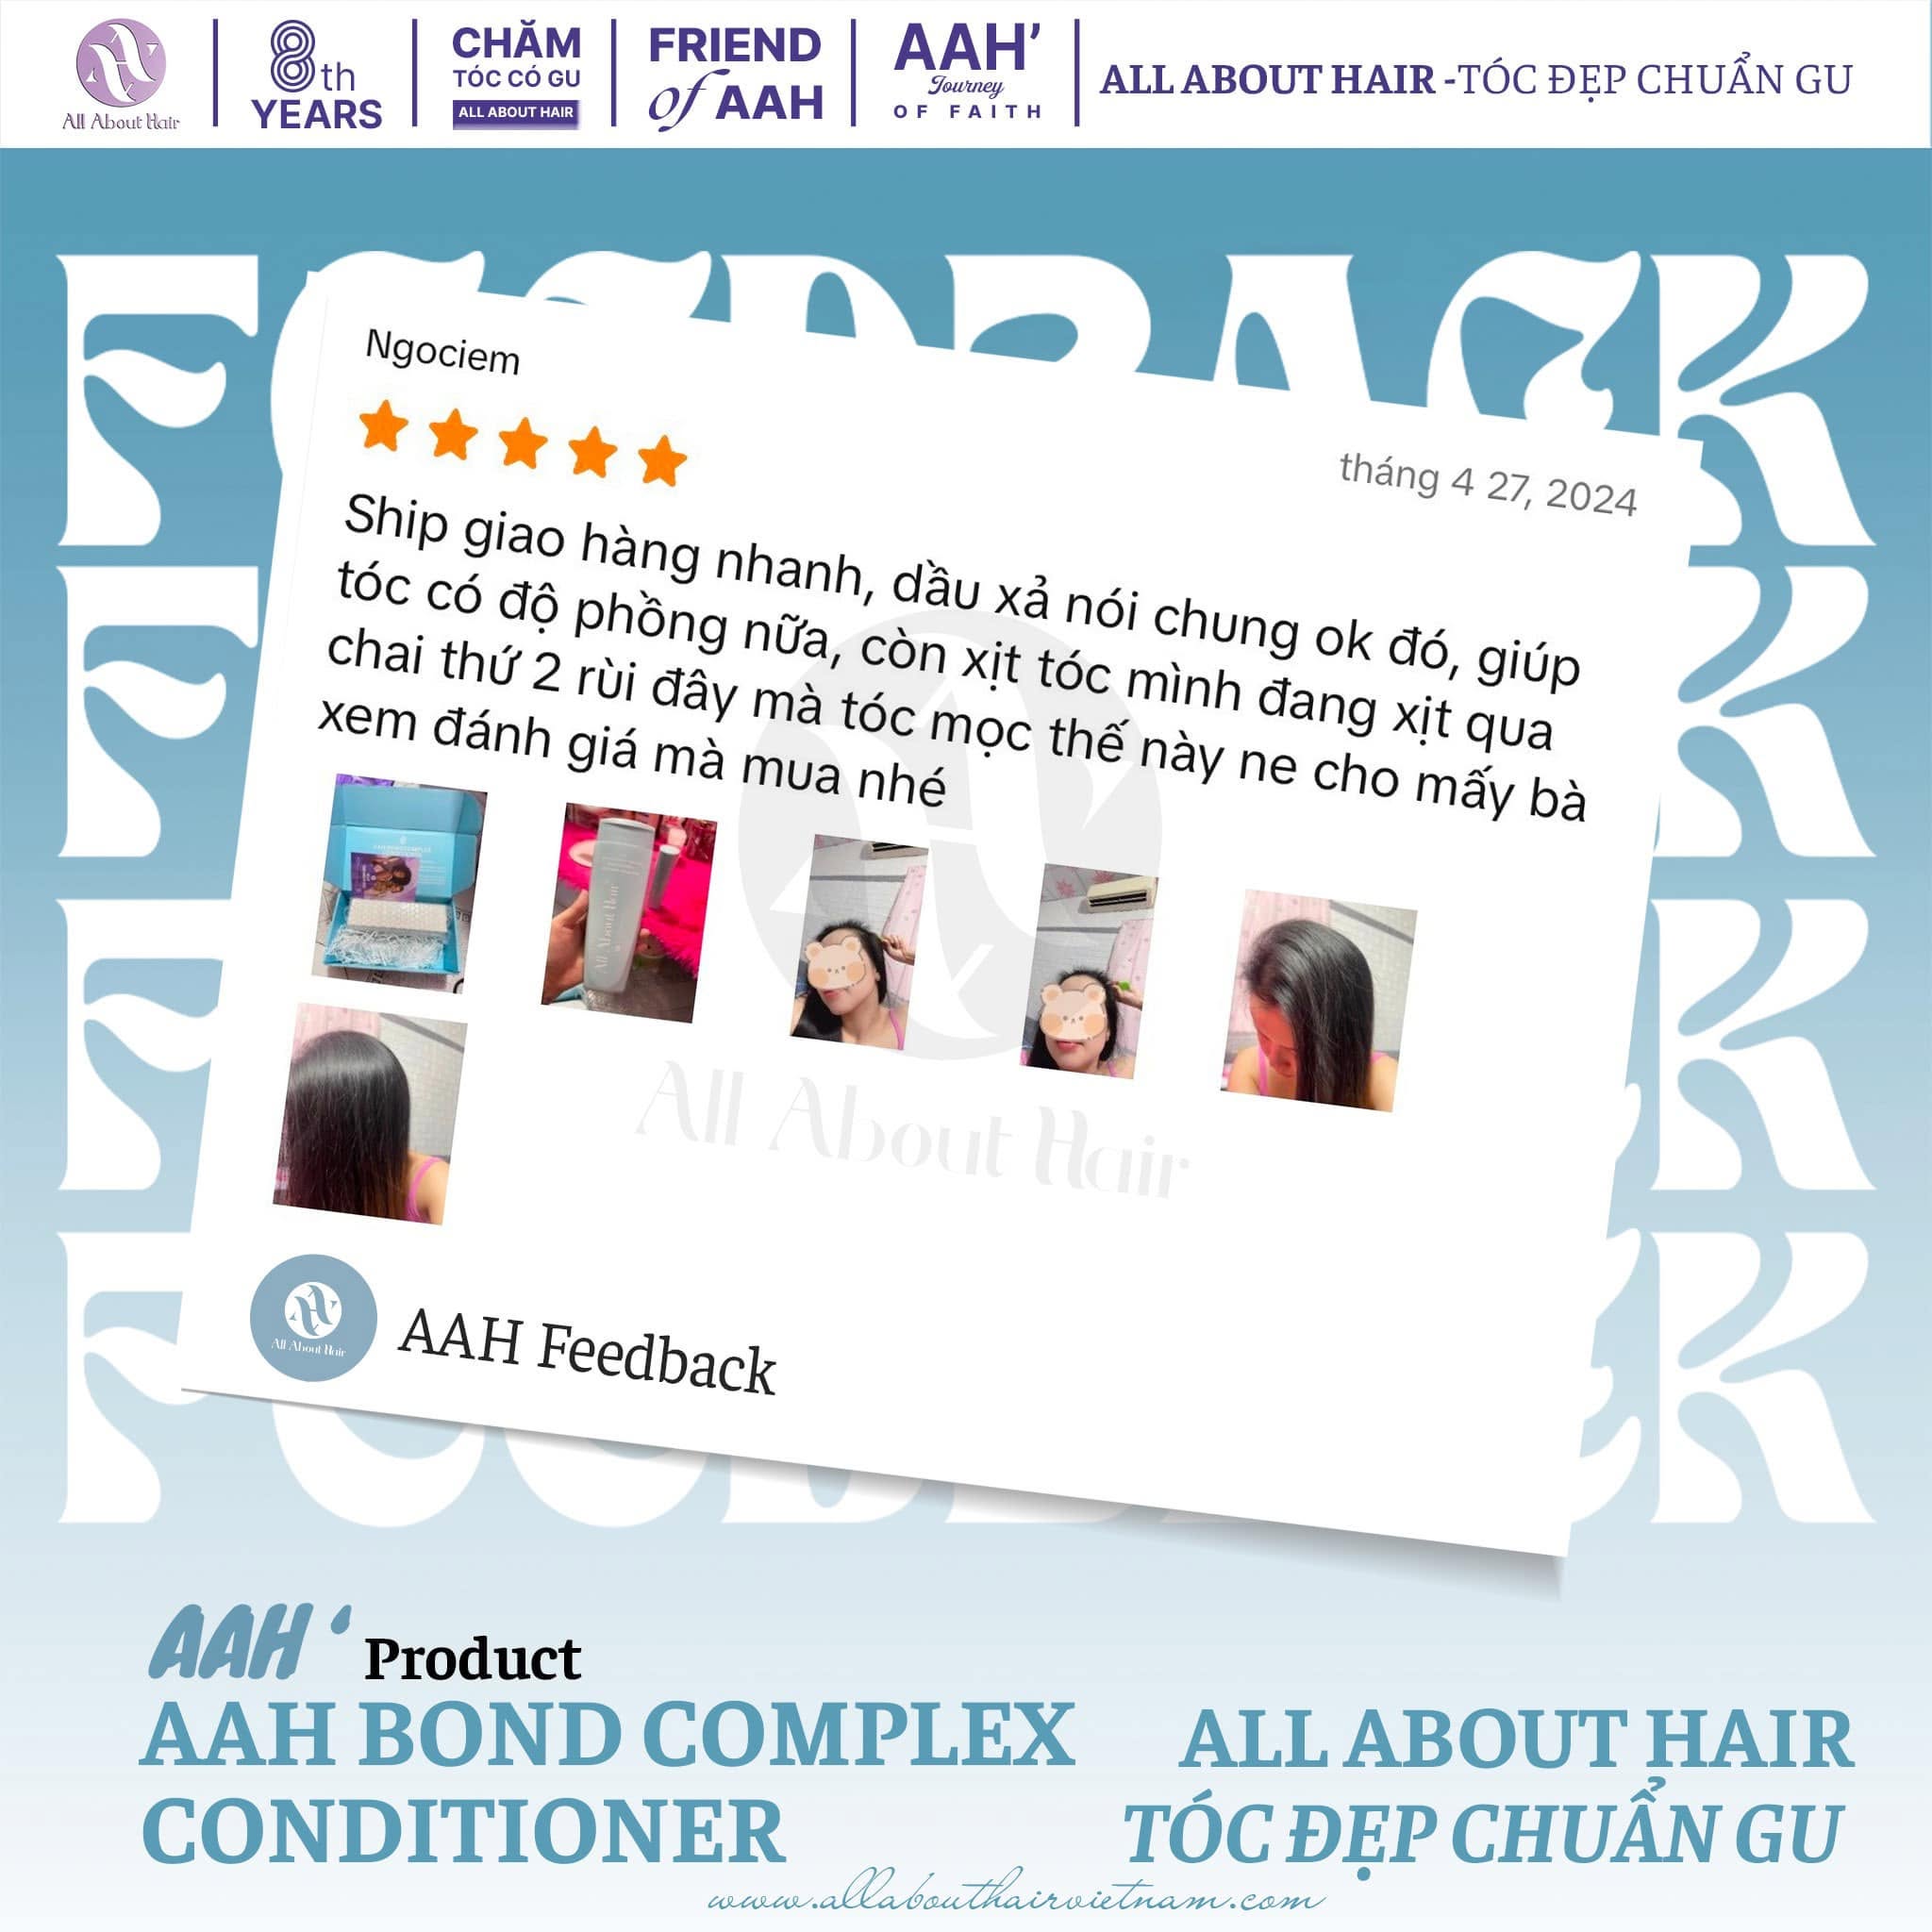 All About Hair
8th
YEARS
CHĂM
TÓC CÓ GU
ALL ABOUT HAIR
FRIEND
of AAH
AAH’
Journey
OF FAITH
ALL ABOUT HAIR -TÓC ĐẸP CHUẨN GU
FEEDBACK
Ngociem
tháng 4 27, 2024
Ship giao hàng nhanh, dầu xả nói chung ok đó, giúp
tóc có độ phồng nữa, còn xịt tóc mình đang xịt qua
chai thứ 2 rùi đây mà tóc mọc thế này ne cho mấy bà
xem đánh giá mà mua nhé
All About Hair
All About Hair
All About Hair
AAH Feedback
AAH ‘ Product
AAH BOND COMPLEX
CONDITIONER
ALL ABOUT HAIR
TÓC ĐẸP CHUẨN GU
www.allabouthairvietnam.com